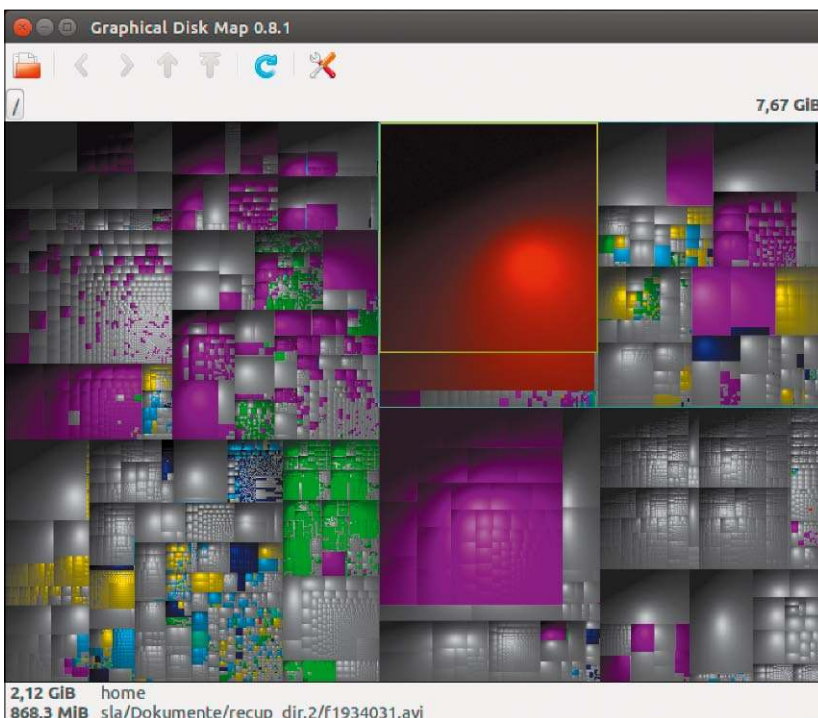 Graphical Disk Map 0.8.1
/
7,67 GiB
2,12 GiB home
868,3 MiB sla/Dokumente/recup_dir.2/f1934031.avi